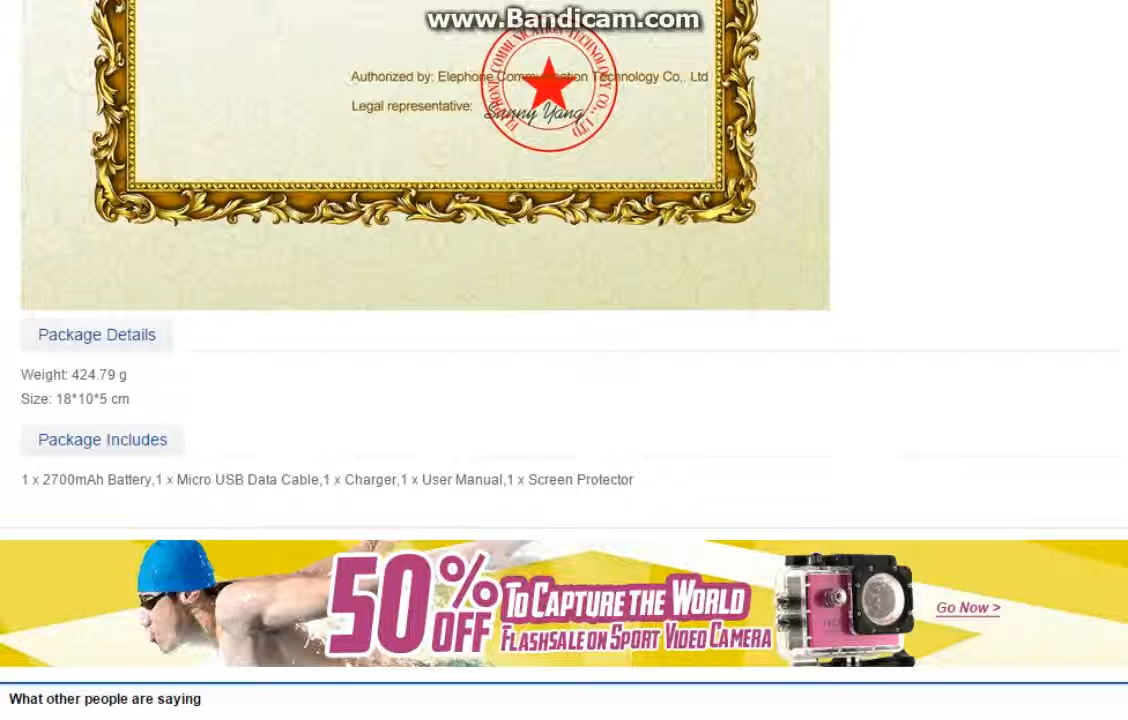 www.Bandicam.com
Authorized by: Elephone Communication Technology Co,. Ltd
Legal representative: Sunny Yang
Package Details
Weight: 424.79 g
Size: 18*10*5 cm
Package Includes
1 x 2700mAh Battery,1 x Micro USB Data Cable,1 x Charger,1 x User Manual,1 x Screen Protector
50% OFF
TO CAPTURE THE WORLD
FLASHSALE ON SPORT VIDEO CAMERA
Go Now >
What other people are saying